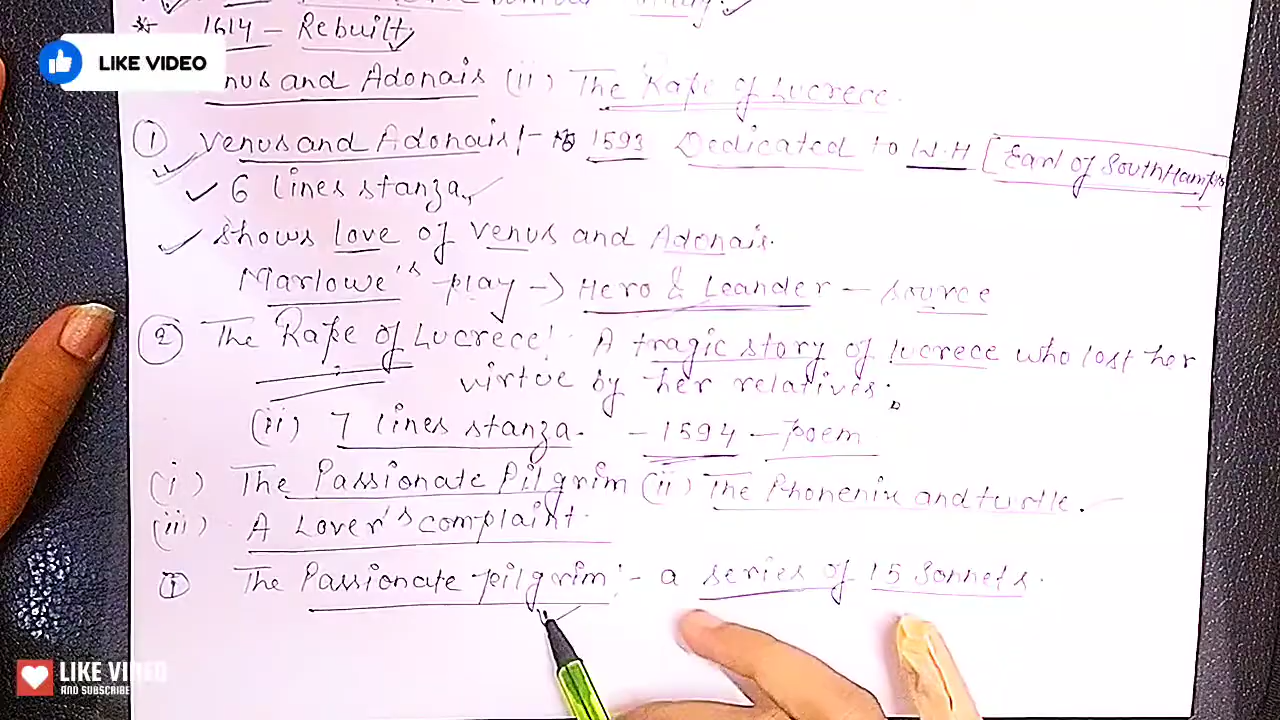 * 1614 - Rebuilt
LIKE VIDEO
nus and Adonais (ii) The Rape of Lucrece.
① Venus and Adonais! - 1593 Dedicated to W.H [Earl of SouthHamp
6 lines stanza.
shows love of Venus and Adonais.
Marlowe's play → Hero & Leander - source
② The Rape of Lucrece! A tragic story of lucrece who lost her
virtue by her relatives.
(ii) 7 lines stanza. - 1594 - poem
(i) The Passionate Pilgrim (ii) The Phonenix and turtle.
(iii) A Lover's complaint.
① The Passionate pilgrim:- a series of 15 Sonnets.
LIKE VIDEO
AND SUBSCRIBE